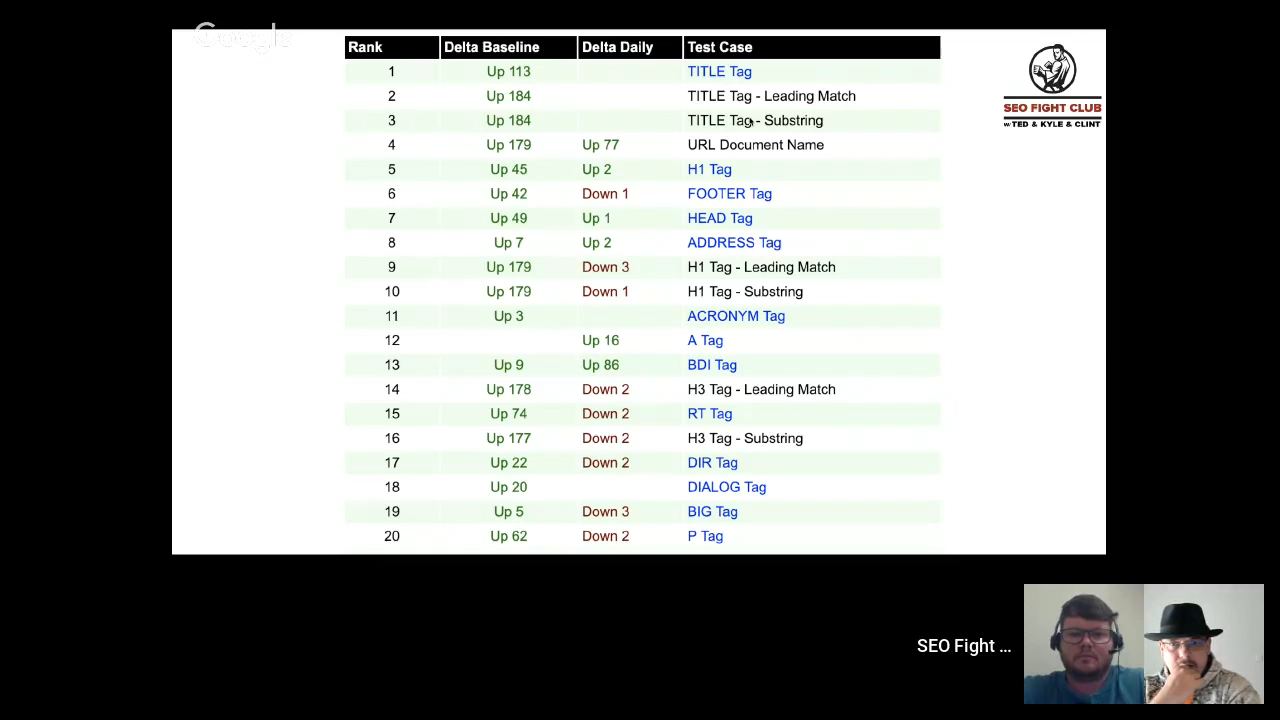 Google
Rank Delta Baseline Delta Daily Test Case
1 Up 113 TITLE Tag
2 Up 184 TITLE Tag - Leading Match
3 Up 184 TITLE Tag - Substring
4 Up 179 Up 77 URL Document Name
5 Up 45 Up 2 H1 Tag
6 Up 42 Down 1 FOOTER Tag
7 Up 49 Up 1 HEAD Tag
8 Up 7 Up 2 ADDRESS Tag
9 Up 179 Down 3 H1 Tag - Leading Match
10 Up 179 Down 1 H1 Tag - Substring
11 Up 3 ACRONYM Tag
12 Up 16 A Tag
13 Up 9 Up 86 BDI Tag
14 Up 178 Down 2 H3 Tag - Leading Match
15 Up 74 Down 2 RT Tag
16 Up 177 Down 2 H3 Tag - Substring
17 Up 22 Down 2 DIR Tag
18 Up 20 DIALOG Tag
19 Up 5 Down 3 BIG Tag
20 Up 62 Down 2 P Tag
SEO FIGHT CLUB
w/ TED & KYLE & CLINT
SEO Fight ...